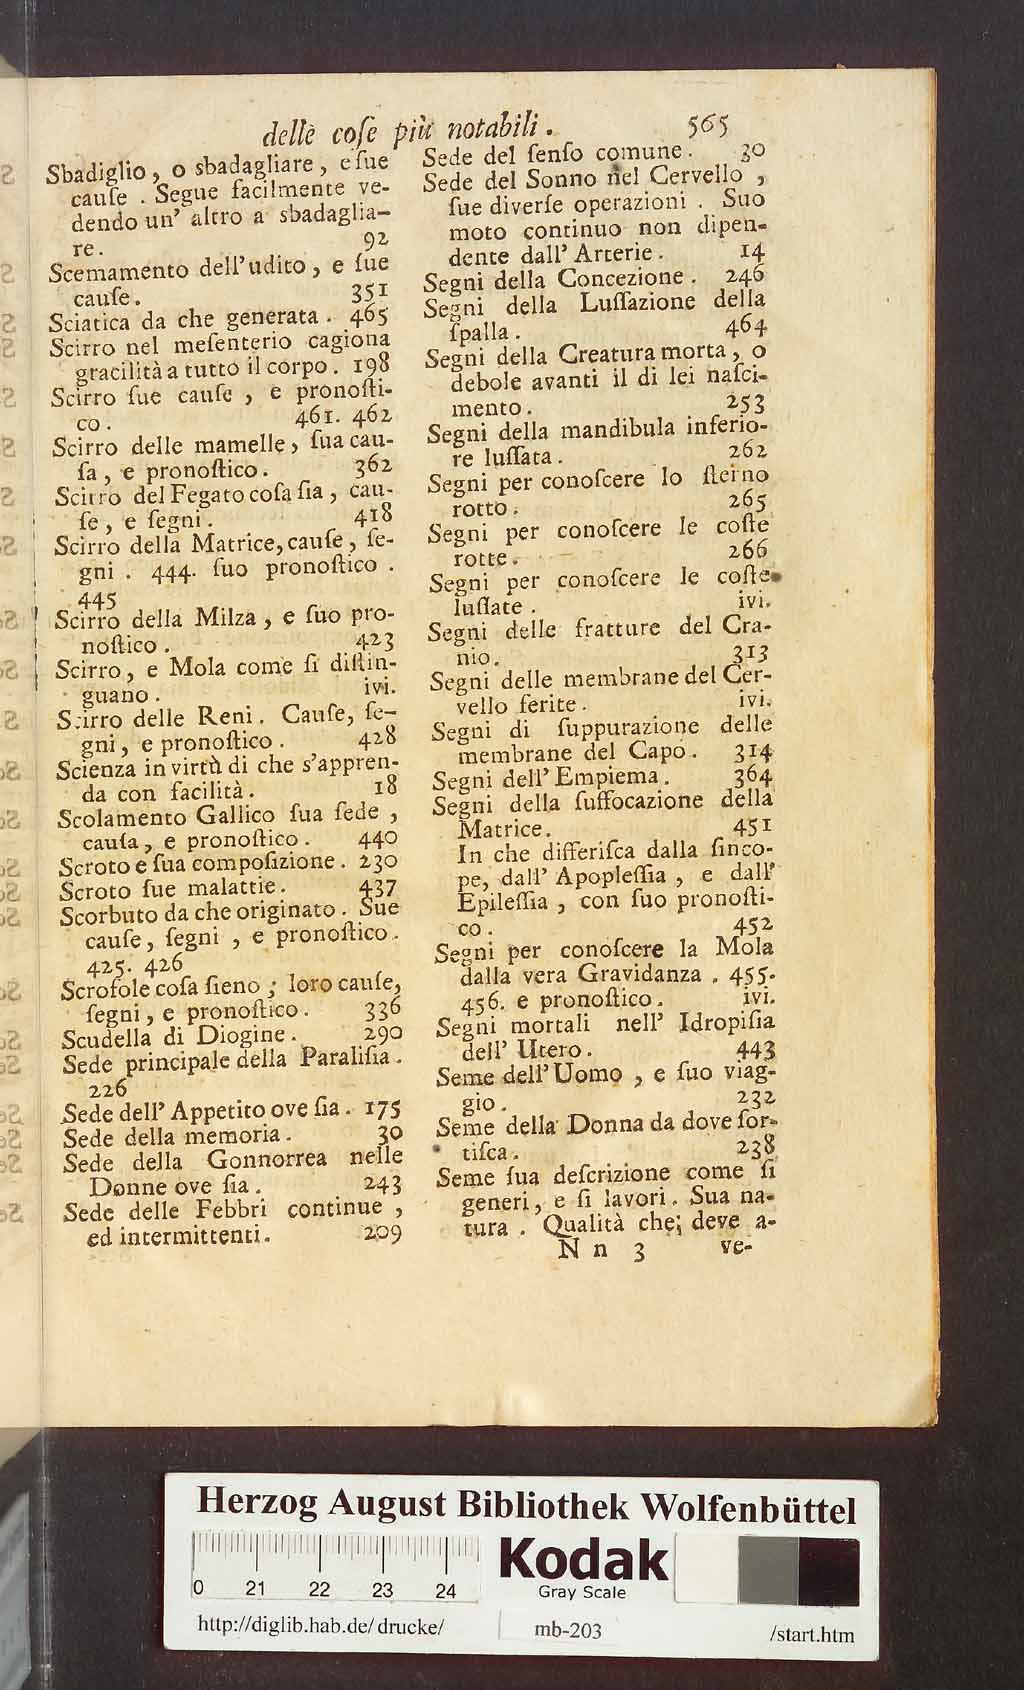 delle coſe più notabili. 565
Sbadiglio, o sbadagliare, e ſue
cauſe. Segue facilmente ve-
dendo un' altro a sbadaglia-
re. 92
Scemamento dell'udito, e ſue
cauſe. 351
Sciatica da che generata. 465
Scirro nel meſenterio cagiona
gracilità a tutto il corpo. 198
Scirro ſue cauſe, e pronoſti-
co. 461. 462
Scirro delle mamelle, ſua cau-
ſa, e pronoſtico. 362
Scirro del Fegato coſa ſia, cau-
ſe, e ſegni. 418
Scirro della Matrice, cauſe, ſe-
gni. 444. ſuo pronoſtico.
445
Scirro della Milza, e ſuo pro-
noſtico. 423
Scirro, e Mola come ſi diſtin-
guano. ivi.
Scirro delle Reni. Cauſe, ſe-
gni, e pronoſtico. 428
Scienza in virtù di che s'appren-
da con facilità. 18
Scolamento Gallico ſua ſede,
cauſa, e pronoſtico. 440
Scroto e ſua compoſizione. 230
Scroto ſue malattie. 437
Scorbuto da che originato. Sue
cauſe, ſegni, e pronoſtico.
425. 426
Scrofole coſa ſieno; loro cauſe,
ſegni, e pronoſtico. 336
Scudella di Diogine. 290
Sede principale della Paraliſia.
226
Sede dell' Appetito ove ſia. 175
Sede della memoria. 30
Sede della Gonnorrea nelle
Donne ove ſia. 243
Sede delle Febbri continue,
ed intermittenti. 209
Sede del ſenſo comune. 30
Sede del Sonno nel Cervello,
ſue diverſe operazioni. Suo
moto continuo non dipen-
dente dall' Arterie. 14
Segni della Concezione. 246
Segni della Luſſazione della
ſpalla. 464
Segni della Creatura morta, o
debole avanti il di lei naſci-
mento. 253
Segni della mandibula inferio-
re luſſata. 262
Segni per conoſcere lo ſterno
rotto. 265
Segni per conoſcere le coſte
rotte. 266
Segni per conoſcere le coſte
luſſate. ivi.
Segni delle fratture del Cra-
nio. 313
Segni delle membrane del Cer-
vello ferite. ivi.
Segni di ſuppurazione delle
membrane del Capo. 314
Segni dell' Empiema. 364
Segni della ſuffocazione della
Matrice. 451
In che differiſca dalla ſinco-
pe, dall' Apopleſſia, e dall'
Epileſſia, con ſuo pronoſti-
co. 452
Segni per conoſcere la Mola
dalla vera Gravidanza. 455.
456. e pronoſtico. ivi.
Segni mortali nell' Idropiſia
dell' Utero. 443
Seme dell' Uomo, e ſuo viag-
gio. 232
Seme della Donna da dove ſor-
tiſca. 238
Seme ſua deſcrizione come ſi
generi, e ſi lavori. Sua na-
tura. Qualità che; deve a-
N n 3 ve-
Herzog August Bibliothek Wolfenbüttel
0 21 22 23 24
Kodak
Gray Scale
http://diglib.hab.de/drucke/ mb-203 /start.htm